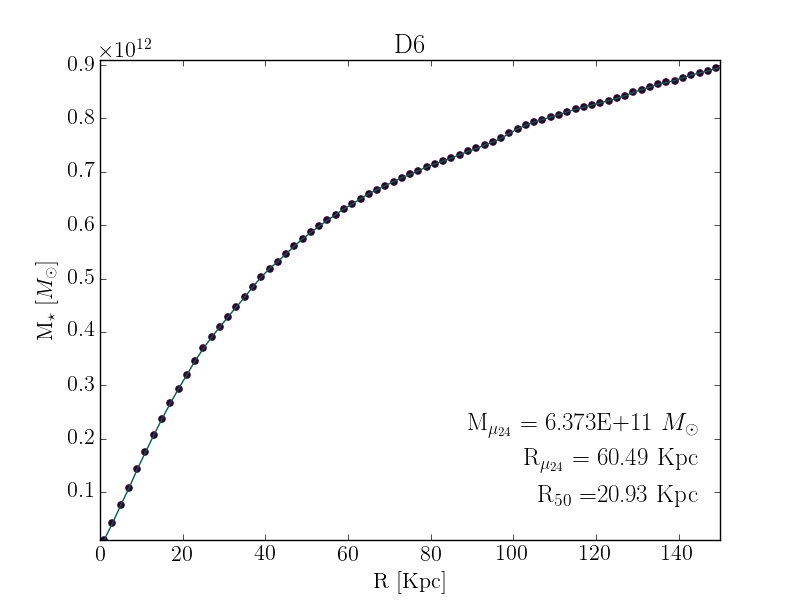 D6
×10¹²
0.9
0.8
0.7
0.6
0.5
0.4
0.3
0.2
0.1
M⋆ [M⊙]
M_μ₂₄ = 6.373E+11 M⊙
R_μ₂₄ = 60.49 Kpc
R₅₀ =20.93 Kpc
0 20 40 60 80 100 120 140
R [Kpc]